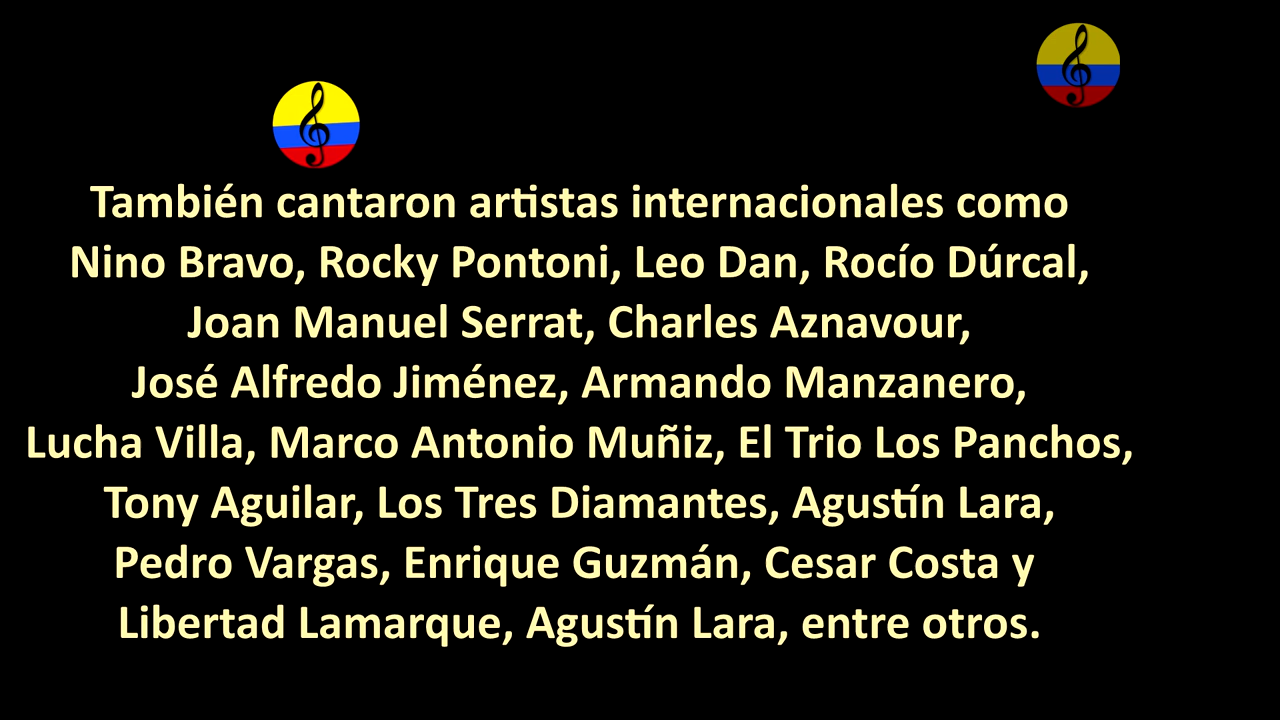 También cantaron artistas internacionales como
Nino Bravo, Rocky Pontoni, Leo Dan, Rocío Dúrcal,
Joan Manuel Serrat, Charles Aznavour,
José Alfredo Jiménez, Armando Manzanero,
Lucha Villa, Marco Antonio Muñiz, El Trio Los Panchos,
Tony Aguilar, Los Tres Diamantes, Agustín Lara,
Pedro Vargas, Enrique Guzmán, Cesar Costa y
Libertad Lamarque, Agustín Lara, entre otros.